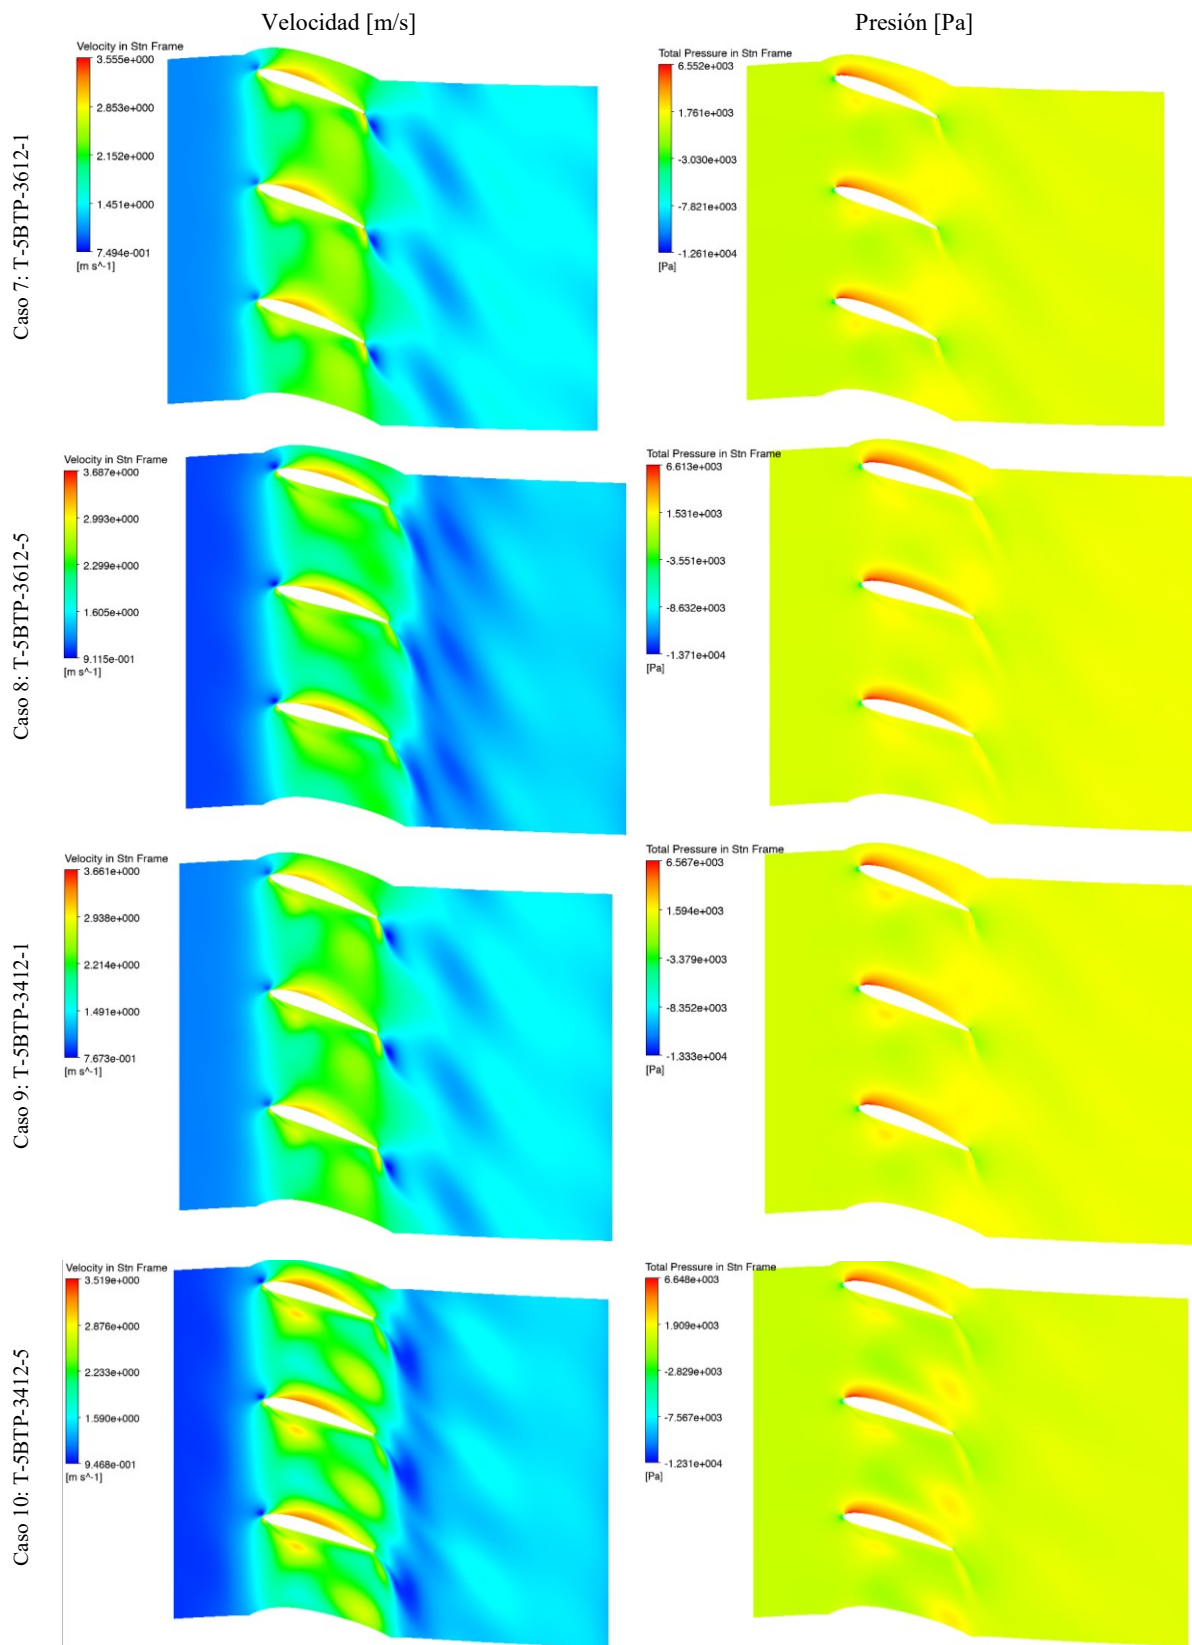 Velocidad [m/s]
Presión [Pa]
Caso 7: T-5BTP-3612-1
Velocity in Stn Frame
3.555e+000
2.853e+000
2.152e+000
1.451e+000
7.494e-001
[m s^-1]
Total Pressure in Stn Frame
6.552e+003
1.761e+003
-3.030e+003
-7.821e+003
-1.261e+004
[Pa]
Caso 8: T-5BTP-3612-5
Velocity in Stn Frame
3.687e+000
2.993e+000
2.299e+000
1.605e+000
9.115e-001
[m s^-1]
Total Pressure in Stn Frame
6.613e+003
1.531e+003
-3.551e+003
-8.632e+003
-1.371e+004
[Pa]
Caso 9: T-5BTP-3412-1
Velocity in Stn Frame
3.661e+000
2.938e+000
2.214e+000
1.491e+000
7.673e-001
[m s^-1]
Total Pressure in Stn Frame
6.567e+003
1.594e+003
-3.379e+003
-8.352e+003
-1.333e+004
[Pa]
Caso 10: T-5BTP-3412-5
Velocity in Stn Frame
3.519e+000
2.876e+000
2.233e+000
1.590e+000
9.468e-001
[m s^-1]
Total Pressure in Stn Frame
6.648e+003
1.909e+003
-2.829e+003
-7.567e+003
-1.231e+004
[Pa]